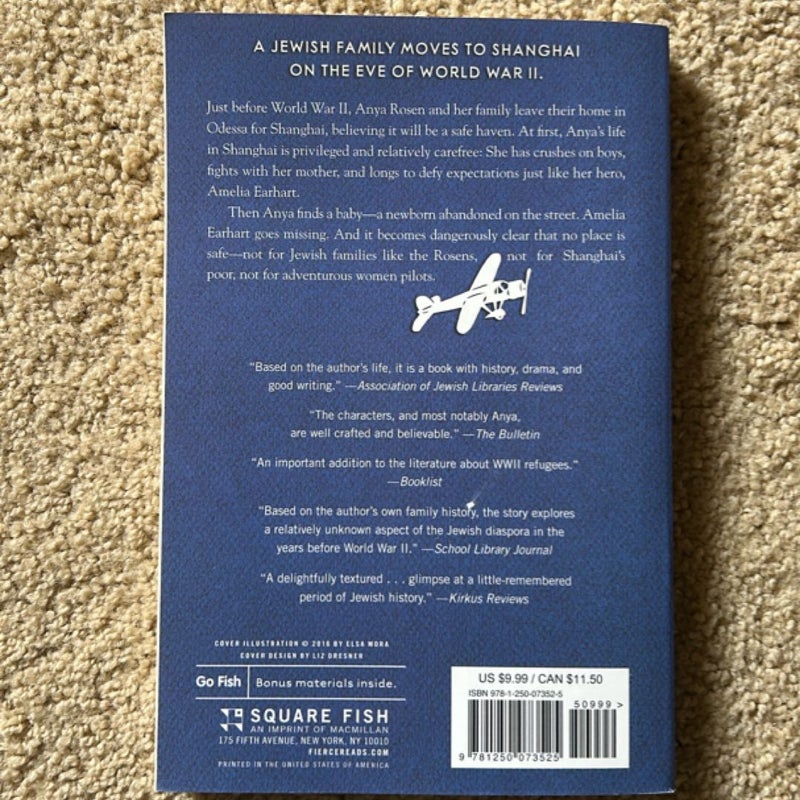 A JEWISH FAMILY MOVES TO SHANGHAI
ON THE EVE OF WORLD WAR II.
Just before World War II, Anya Rosen and her family leave their home in
Odessa for Shanghai, believing it will be a safe haven. At first, Anya's life
in Shanghai is privileged and relatively carefree: She has crushes on boys,
fights with her mother, and longs to defy expectations just like her hero,
Amelia Earhart.
Then Anya finds a baby—a newborn abandoned on the street. Amelia
Earhart goes missing. And it becomes dangerously clear that no place is
safe—not for Jewish families like the Rosens, not for Shanghai's
poor, not for adventurous women pilots.
"Based on the author's life, it is a book with history, drama, and
good writing." —Association of Jewish Libraries Reviews
"The characters, and most notably Anya,
are well crafted and believable." —The Bulletin
"An important addition to the literature about WWII refugees."
—Booklist
"Based on the author's own family history, the story explores
a relatively unknown aspect of the Jewish diaspora in the
years before World War II." —School Library Journal
"A delightfully textured . . . glimpse at a little-remembered
period of Jewish history." —Kirkus Reviews
COVER ILLUSTRATION © 2016 BY ELSA MORA
COVER DESIGN BY LIZ DRESNER
Go Fish Bonus materials inside.
SQUARE FISH
AN IMPRINT OF MACMILLAN
175 FIFTH AVENUE, NEW YORK, NY 10010
FIERCEREADS.COM
PRINTED IN THE UNITED STATES OF AMERICA
US $9.99 / CAN $11.50
ISBN 978-1-250-07352-5
50999 >
9 781250 073525